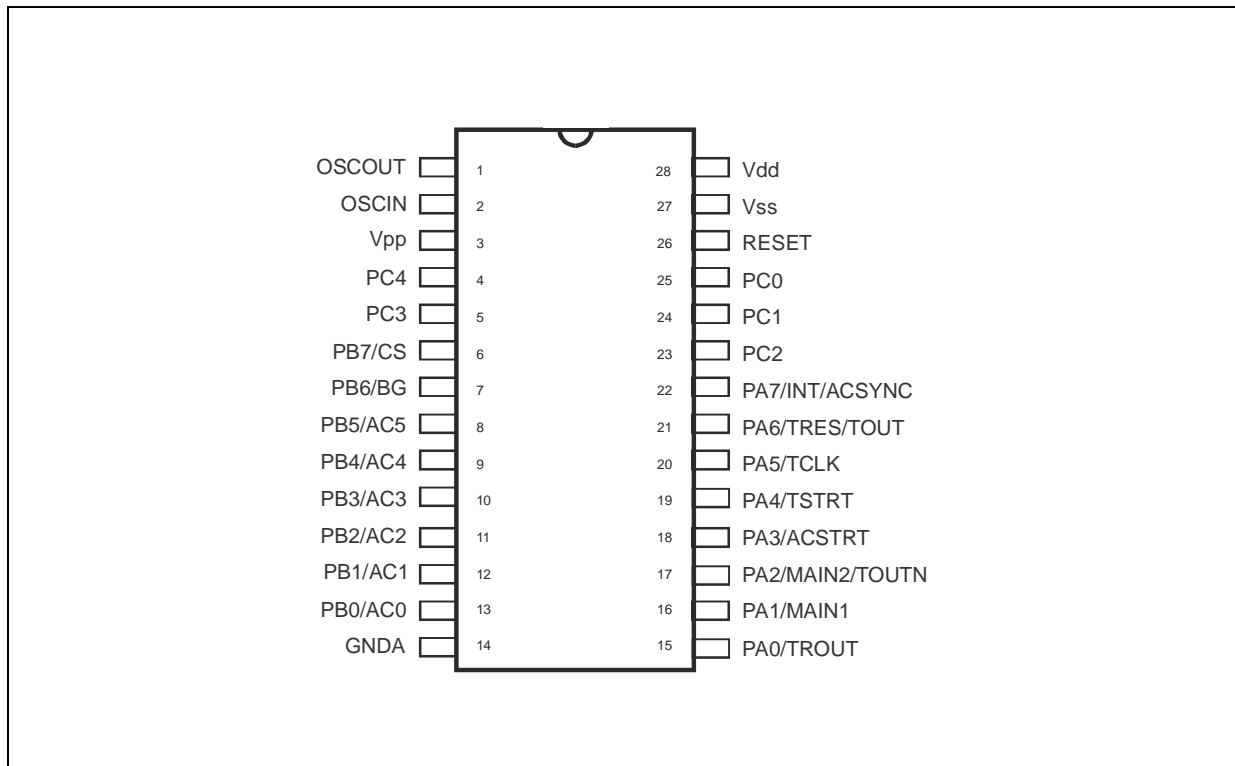 OSCOUT 1 28 Vdd
OSCIN 2 27 Vss
Vpp 3 26 RESET
PC4 4 25 PC0
PC3 5 24 PC1
PB7/CS 6 23 PC2
PB6/BG 7 22 PA7/INT/ACSYNC
PB5/AC5 8 21 PA6/TRES/TOUT
PB4/AC4 9 20 PA5/TCLK
PB3/AC3 10 19 PA4/TSTRT
PB2/AC2 11 18 PA3/ACSTRT
PB1/AC1 12 17 PA2/MAIN2/TOUTN
PB0/AC0 13 16 PA1/MAIN1
GNDA 14 15 PA0/TROUT